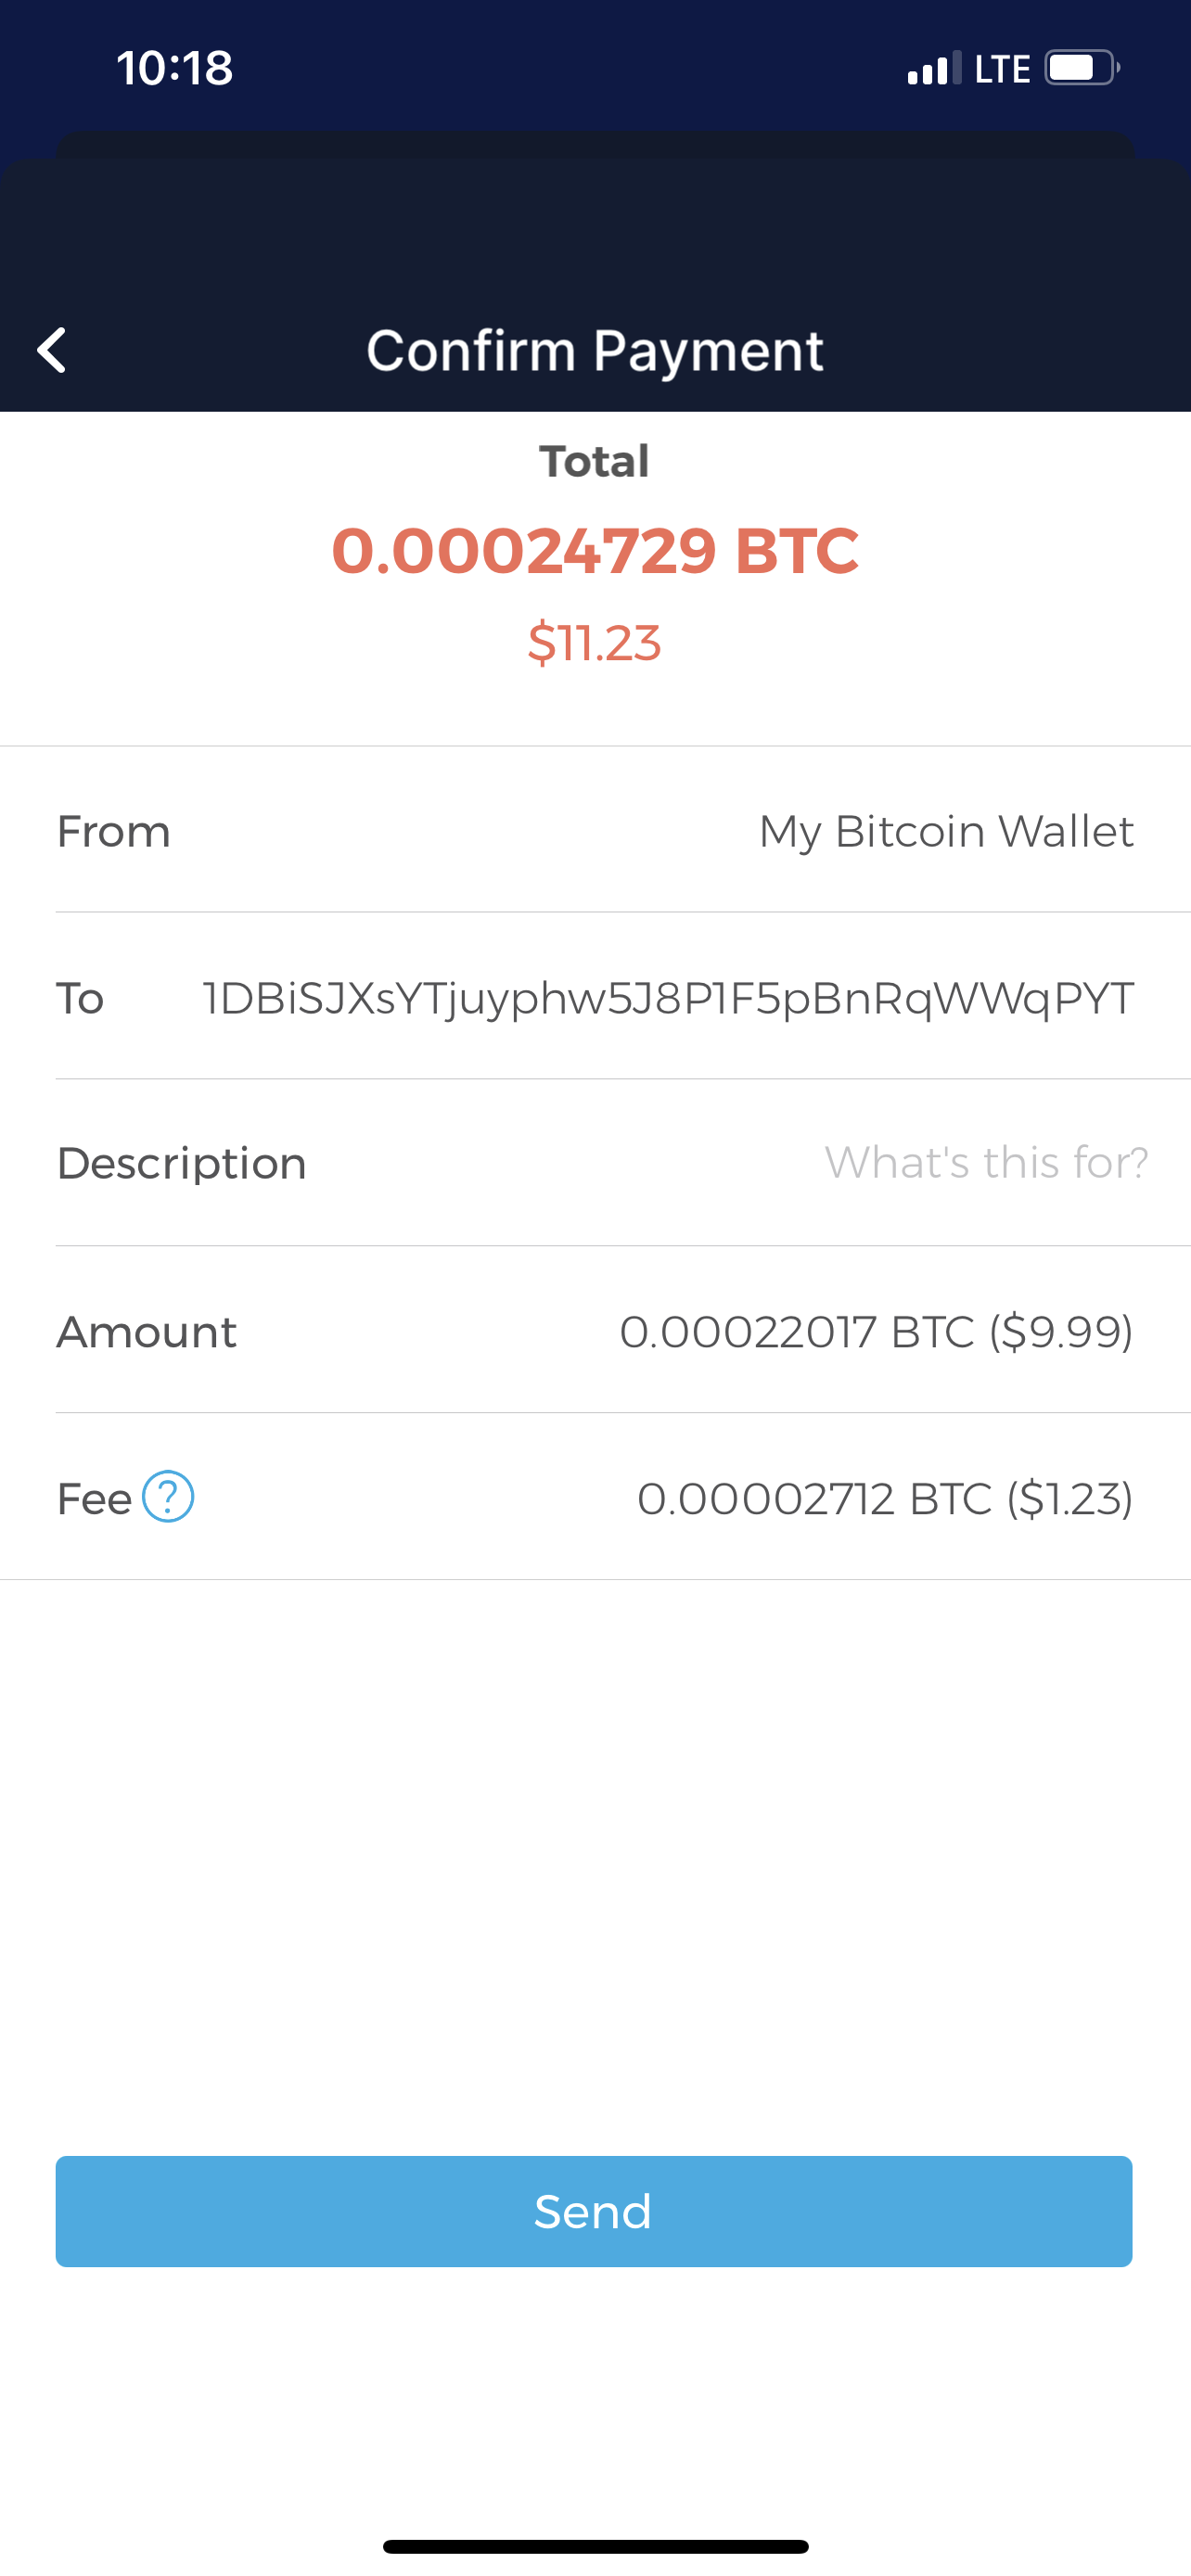 10:18 LTE
Confirm Payment
Total
0.00024729 BTC
$11.23
From My Bitcoin Wallet
To 1DBiSJXsYTjuyphw5J8P1F5pBnRqWWqPYT
Description What's this for?
Amount 0.00022017 BTC ($9.99)
Fee ? 0.00002712 BTC ($1.23)
Send